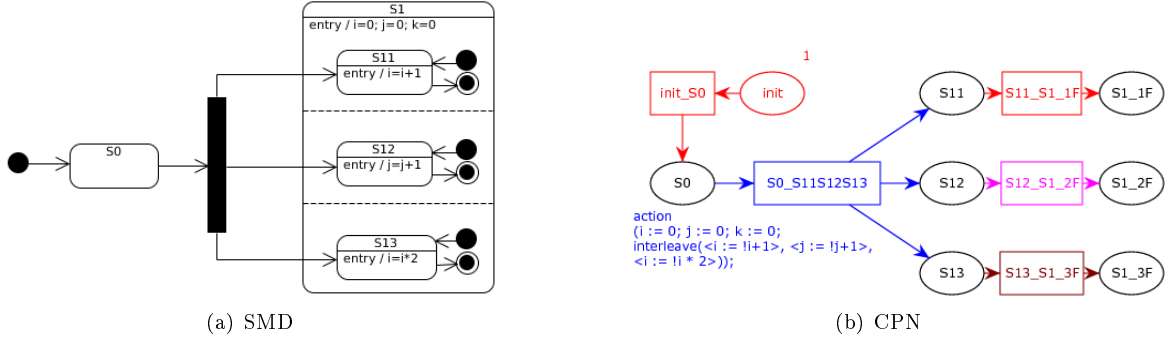 S1
entry / i=0; j=0; k=0
S11
entry / i=i+1
S0
S12
entry / j=j+1
S13
entry / i=i*2
(a) SMD
1
init_S0
init
S11
S11_S1_1F
S1_1F
S0
S0_S11S12S13
S12
S12_S1_2F
S1_2F
action
(i := 0; j := 0; k := 0;
interleave(<i := !i+1>, <j := !j+1>,
<i := !i * 2>));
S13
S13_S1_3F
S1_3F
(b) CPN